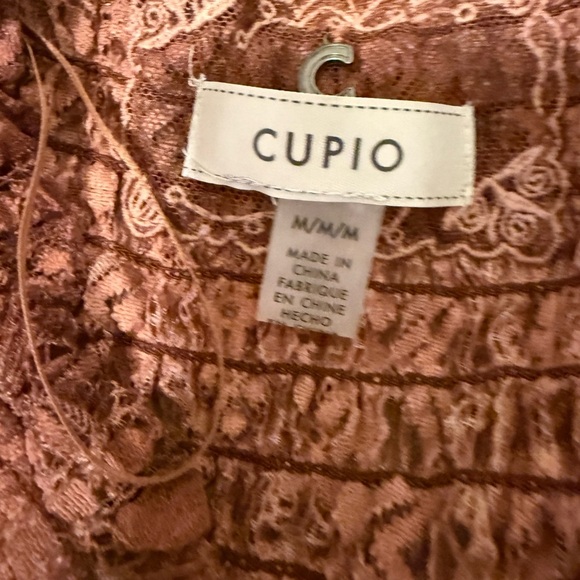 CUPIO
M/M/M
MADE IN
CHINA
FABRIQUE
EN CHINE
HECHO